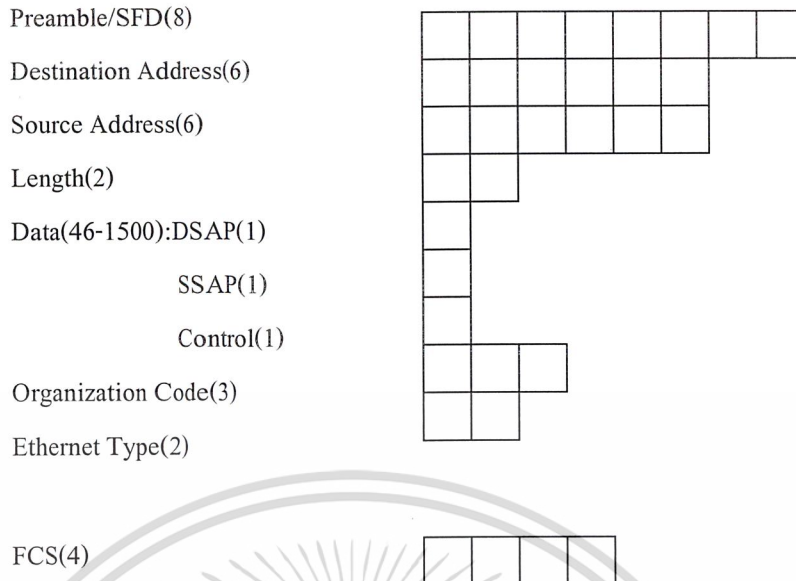 Preamble/SFD(8)
Destination Address(6)
Source Address(6)
Length(2)
Data(46-1500):DSAP(1)
SSAP(1)
Control(1)
Organization Code(3)
Ethernet Type(2)
FCS(4)